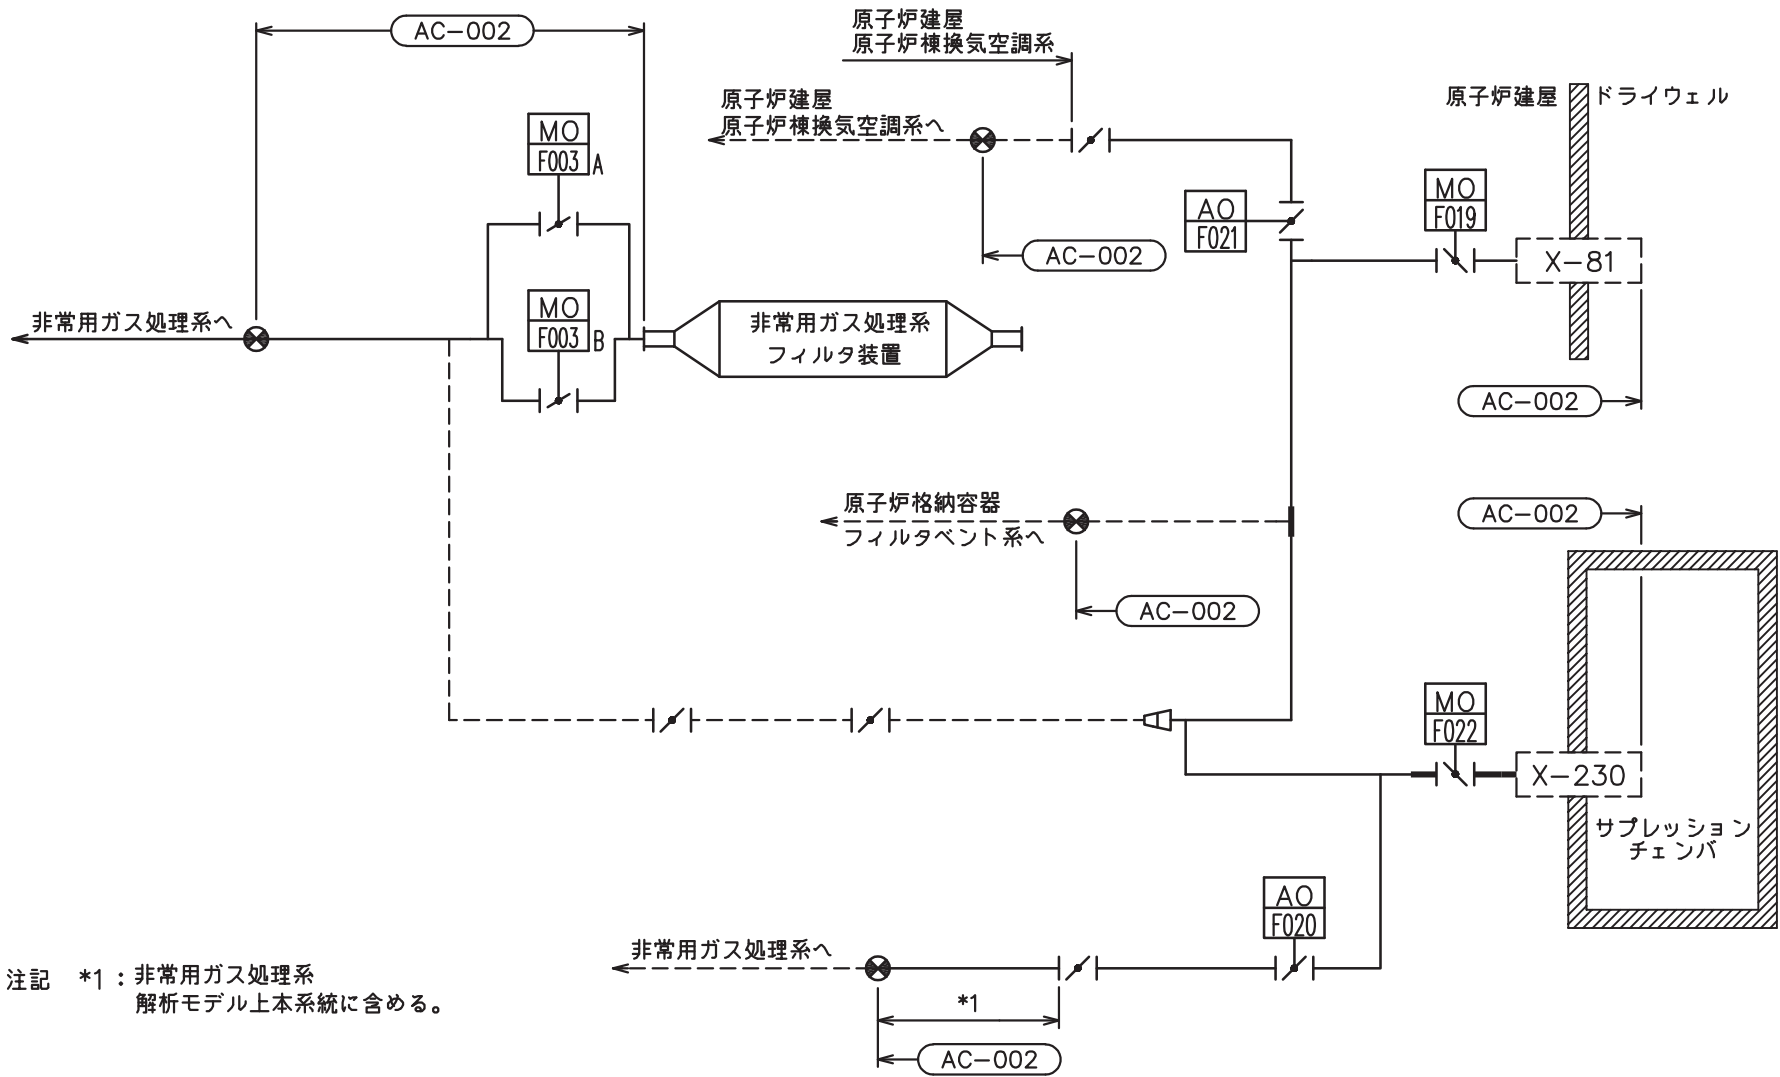 AC-002
原子炉建屋
原子炉棟換気空調系
原子炉建屋
原子炉棟換気空調系へ
原子炉建屋
ドライウェル
MO
F003
A
MO
F019
AO
F021
AC-002
X-81
MO
F003
B
非常用ガス処理系へ
非常用ガス処理系
フィルタ装置
AC-002
原子炉格納容器
フィルタベント系へ
AC-002
AC-002
MO
F022
X-230
サプレッション
チェンバ
AO
F020
非常用ガス処理系へ
*1
AC-002
注記 *1:非常用ガス処理系
解析モデル上本系統に含める。